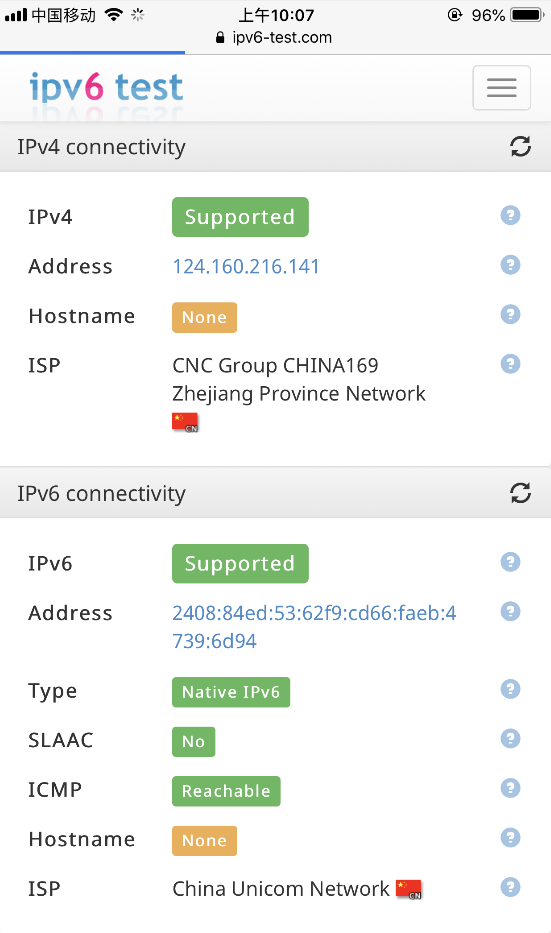 中国移动 上午10:07 96%
ipv6-test.com
ipv6 test
IPv4 connectivity
IPv4 Supported
Address 124.160.216.141
Hostname None
ISP CNC Group CHINA169
Zhejiang Province Network
CN
IPv6 connectivity
IPv6 Supported
Address 2408:84ed:53:62f9:cd66:faeb:4
739:6d94
Type Native IPv6
SLAAC No
ICMP Reachable
Hostname None
ISP China Unicom Network CN